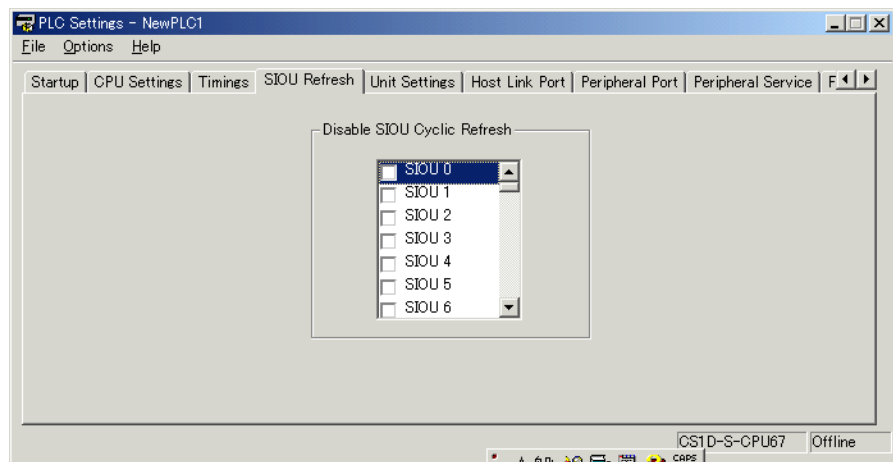 PLC Settings - NewPLC1
File Options Help
Startup CPU Settings Timings SIOU Refresh Unit Settings Host Link Port Peripheral Port Peripheral Service F
Disable SIOU Cyclic Refresh
SIOU 0
SIOU 1
SIOU 2
SIOU 3
SIOU 4
SIOU 5
SIOU 6
CS1D-S-CPU67 Offline
CAPS